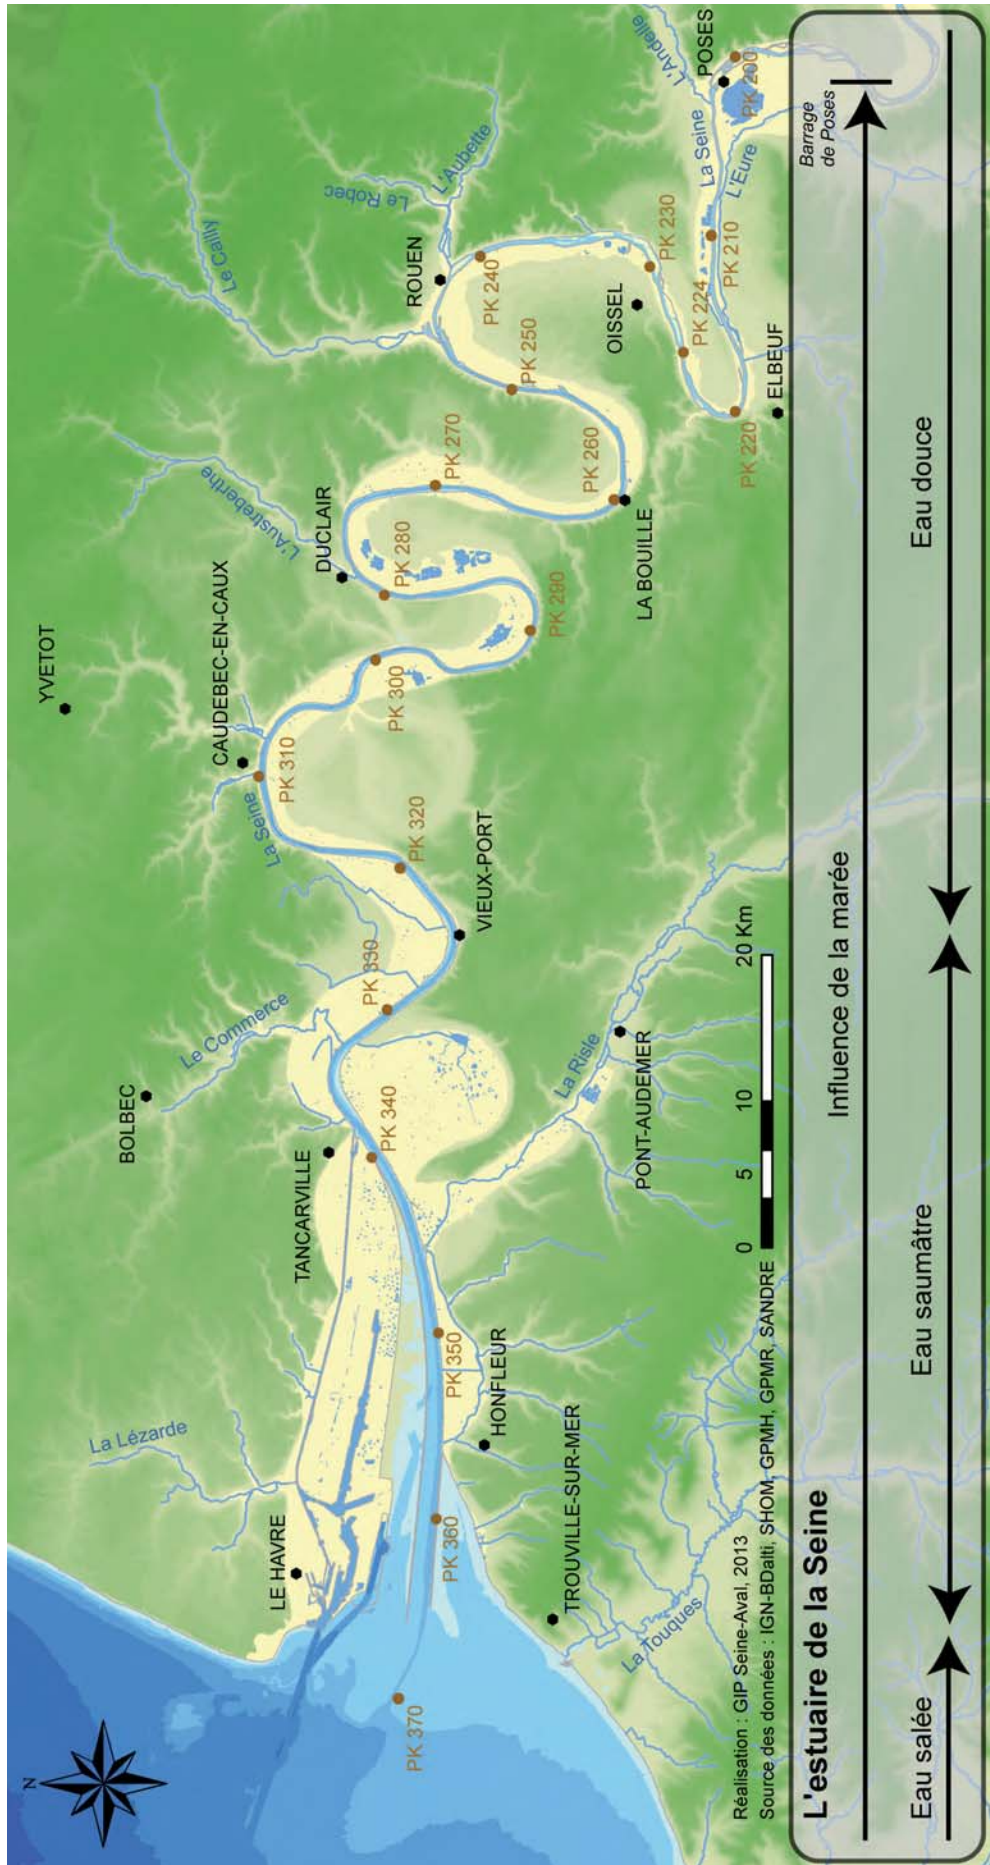 N
YVETOT
BOLBEC
La Lézarde
Le Commerce
CAUDEBEC-EN-CAUX
La Seine
PK 310
L'Austreberthe
DUCLAIR
Le Cailly
Le Robec
L'Aubette
ROUEN
LE HAVRE
TANCARVILLE
PK 340
PK 330
PK 320
PK 300
PK 280
PK 270
PK 290
PK 250
PK 240
PK 260
LA BOUILLE
OISSEL
PK 230
PK 224
PK 220
ELBEUF
PK 210
La Seine
L'Eure
L'Andelle
POSES
PK 200
VIEUX-PORT
PK 370
PK 360
PK 350
HONFLEUR
TROUVILLE-SUR-MER
La Touques
La Risle
PONT-AUDEMER
0
5
10
20 Km
Réalisation : GIP Seine-Aval, 2013
Source des données : IGN-BDalti, SHOM, GPMH, GPMR, SANDRE
L'estuaire de la Seine
Influence de la marée
Barrage
de Poses
Eau salée
Eau saumâtre
Eau douce